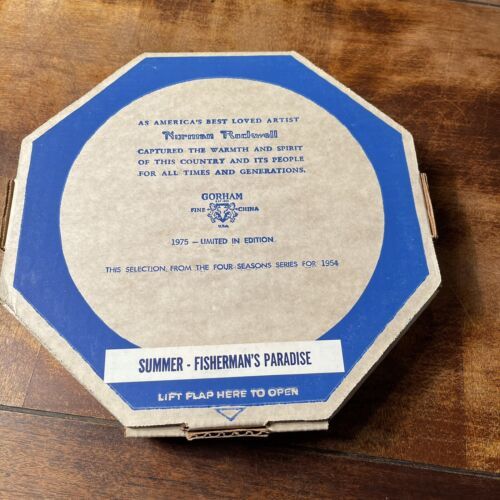 AS AMERICA'S BEST LOVED ARTIST
Norman Rockwell
CAPTURED THE WARMTH AND SPIRIT
OF THIS COUNTRY AND ITS PEOPLE
FOR ALL TIMES AND GENERATIONS.
GORHAM
FINE CHINA
USA
1975 — LIMITED IN EDITION
THIS SELECTION FROM THE FOUR SEASONS SERIES FOR 1954
SUMMER - FISHERMAN'S PARADISE
LIFT FLAP HERE TO OPEN